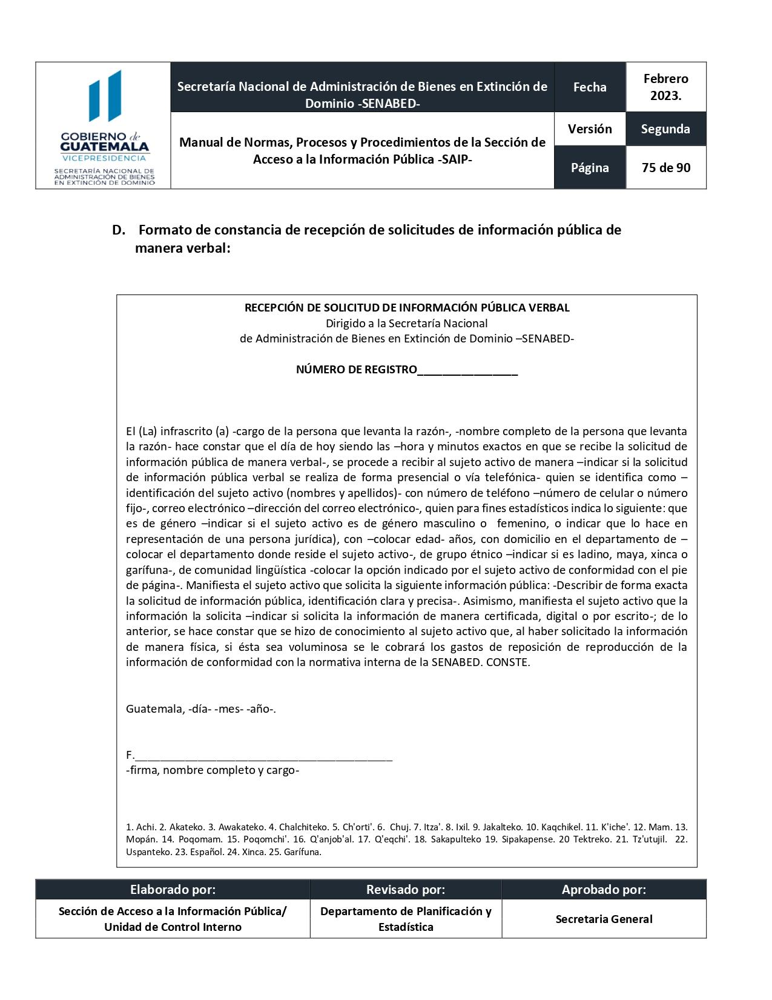 GOBIERNO de
GUATEMALA
VICEPRESIDENCIA
SECRETARÍA NACIONAL DE
ADMINISTRACIÓN DE BIENES
EN EXTINCIÓN DE DOMINIO
Secretaría Nacional de Administración de Bienes en Extinción de
Dominio -SENABED-
Fecha
Febrero
2023.
Manual de Normas, Procesos y Procedimientos de la Sección de
Acceso a la Información Pública -SAIP-
Versión
Segunda
Página
75 de 90
D. Formato de constancia de recepción de solicitudes de información pública de
manera verbal:
RECEPCIÓN DE SOLICITUD DE INFORMACIÓN PÚBLICA VERBAL
Dirigido a la Secretaría Nacional
de Administración de Bienes en Extinción de Dominio –SENABED-
NÚMERO DE REGISTRO________________
El (La) infrascrito (a) -cargo de la persona que levanta la razón-, -nombre completo de la persona que levanta
la razón- hace constar que el día de hoy siendo las –hora y minutos exactos en que se recibe la solicitud de
información pública de manera verbal-, se procede a recibir al sujeto activo de manera –indicar si la solicitud
de información pública verbal se realiza de forma presencial o vía telefónica- quien se identifica como –
identificación del sujeto activo (nombres y apellidos)- con número de teléfono –número de celular o número
fijo-, correo electrónico –dirección del correo electrónico-, quien para fines estadísticos indica lo siguiente: que
es de género –indicar si el sujeto activo es de género masculino o  femenino, o indicar que lo hace en
representación de una persona jurídica), con –colocar edad- años, con domicilio en el departamento de –
colocar el departamento donde reside el sujeto activo-, de grupo étnico –indicar si es ladino, maya, xinca o
garífuna-, de comunidad lingüística -colocar la opción indicado por el sujeto activo de conformidad con el pie
de página-. Manifiesta el sujeto activo que solicita la siguiente información pública: -Describir de forma exacta
la solicitud de información pública, identificación clara y precisa-. Asimismo, manifiesta el sujeto activo que la
información la solicita –indicar si solicita la información de manera certificada, digital o por escrito-; de lo
anterior, se hace constar que se hizo de conocimiento al sujeto activo que, al haber solicitado la información
de manera física, si ésta sea voluminosa se le cobrará los gastos de reposición de reproducción de la
información de conformidad con la normativa interna de la SENABED. CONSTE.
Guatemala, -día- -mes- -año-.
F.__________________________________________
-firma, nombre completo y cargo-
1. Achi. 2. Akateko. 3. Awakateko. 4. Chalchiteko. 5. Ch'orti'. 6.  Chuj. 7. Itza'. 8. Ixil. 9. Jakalteko. 10. Kaqchikel. 11. K'iche'. 12. Mam. 13.
Mopán. 14. Poqomam. 15. Poqomchi'. 16. Q'anjob'al. 17. Q'eqchi'. 18. Sakapulteko 19. Sipakapense. 20 Tektreko. 21. Tz'utujil.  22.
Uspanteko. 23. Español. 24. Xinca. 25. Garífuna.
Elaborado por:
Revisado por:
Aprobado por:
Sección de Acceso a la Información Pública/
Unidad de Control Interno
Departamento de Planificación y
Estadística
Secretaria General